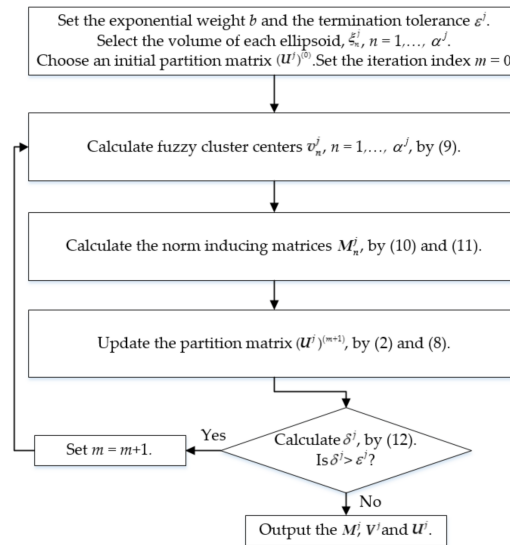 Set the exponential weight b and the termination tolerance εʲ.
Select the volume of each ellipsoid, ξₙʲ, n = 1,..., αʲ.
Choose an initial partition matrix (Uʲ)⁽⁰⁾.Set the iteration index m = 0
Calculate fuzzy cluster centers vₙʲ, n = 1,..., αʲ, by (9).
Calculate the norm inducing matrices Mₙʲ, by (10) and (11).
Update the partition matrix (Uʲ)⁽ᵐ⁺¹⁾, by (2) and (8).
Calculate δʲ, by (12).
Is δʲ> εʲ?
Yes
Set m = m+1.
No
Output the Mʲ, Vʲ and Uʲ.